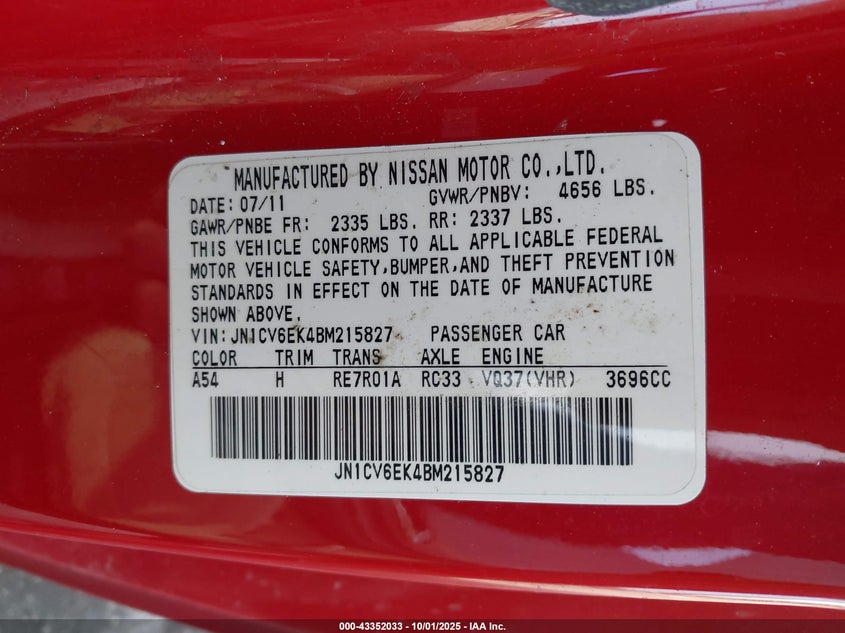 MANUFACTURED BY NISSAN MOTOR CO.,LTD.
DATE: 07/11 GVWR/PNBV: 4656 LBS.
GAWR/PNBE FR: 2335 LBS. RR: 2337 LBS.
THIS VEHICLE CONFORMS TO ALL APPLICABLE FEDERAL
MOTOR VEHICLE SAFETY,BUMPER,AND THEFT PREVENTION
STANDARDS IN EFFECT ON THE DATE OF MANUFACTURE
SHOWN ABOVE.
VIN:JN1CV6EK4BM215827 PASSENGER CAR
COLOR TRIM TRANS AXLE ENGINE
A54 H RE7R01A RC33 VQ37(VHR) 3696CC
JN1CV6EK4BM215827
000-43352033 - 10/01/2025 - IAA Inc.